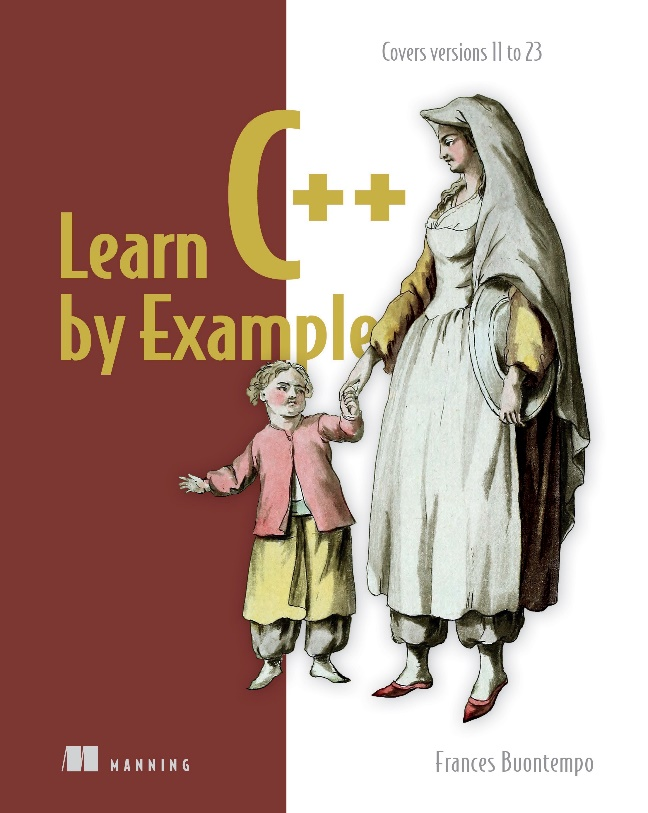 Covers versions 11 to 23
Learn C++
by Example
MANNING
Frances Buontempo